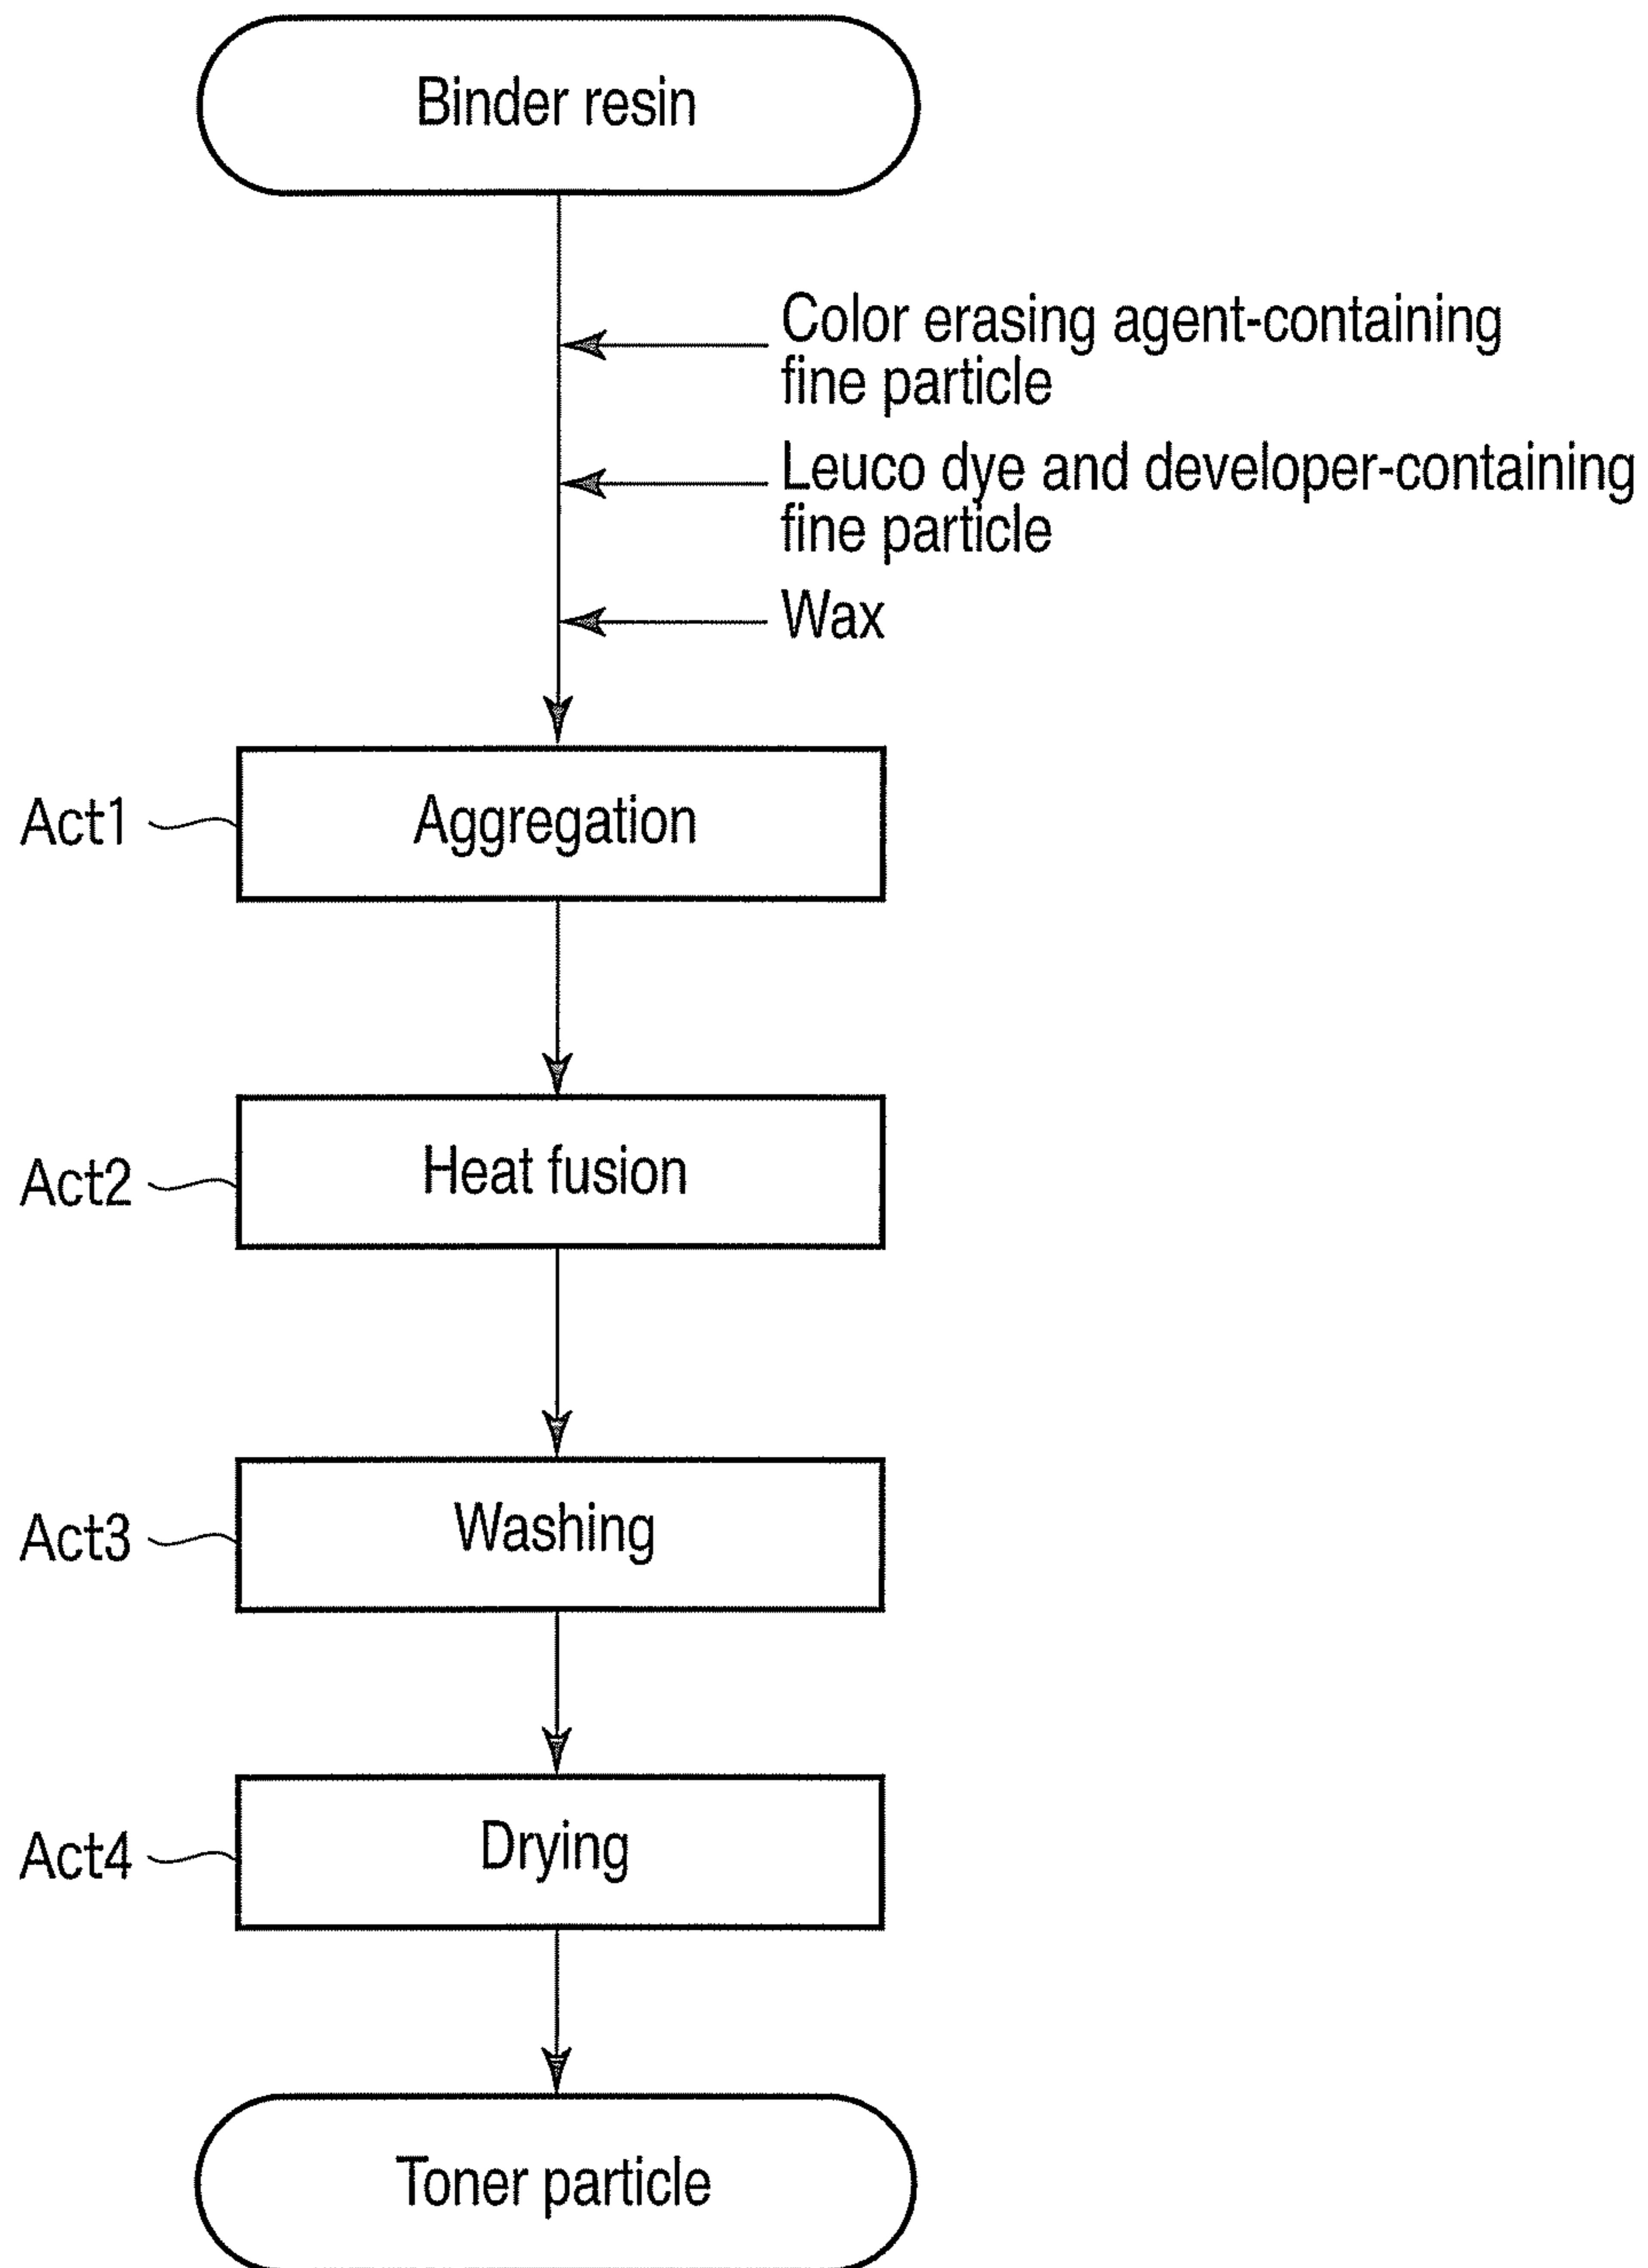 Binder resin
Color erasing agent-containing
fine particle
Leuco dye and developer-containing
fine particle
Wax
Act1
Aggregation
Act2
Heat fusion
Act3
Washing
Act4
Drying
Toner particle